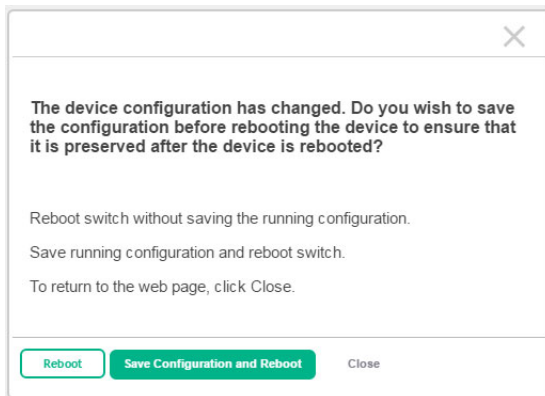 The device configuration has changed. Do you wish to save
the configuration before rebooting the device to ensure that
it is preserved after the device is rebooted?
Reboot switch without saving the running configuration.
Save running configuration and reboot switch.
To return to the web page, click Close.
Reboot Save Configuration and Reboot Close